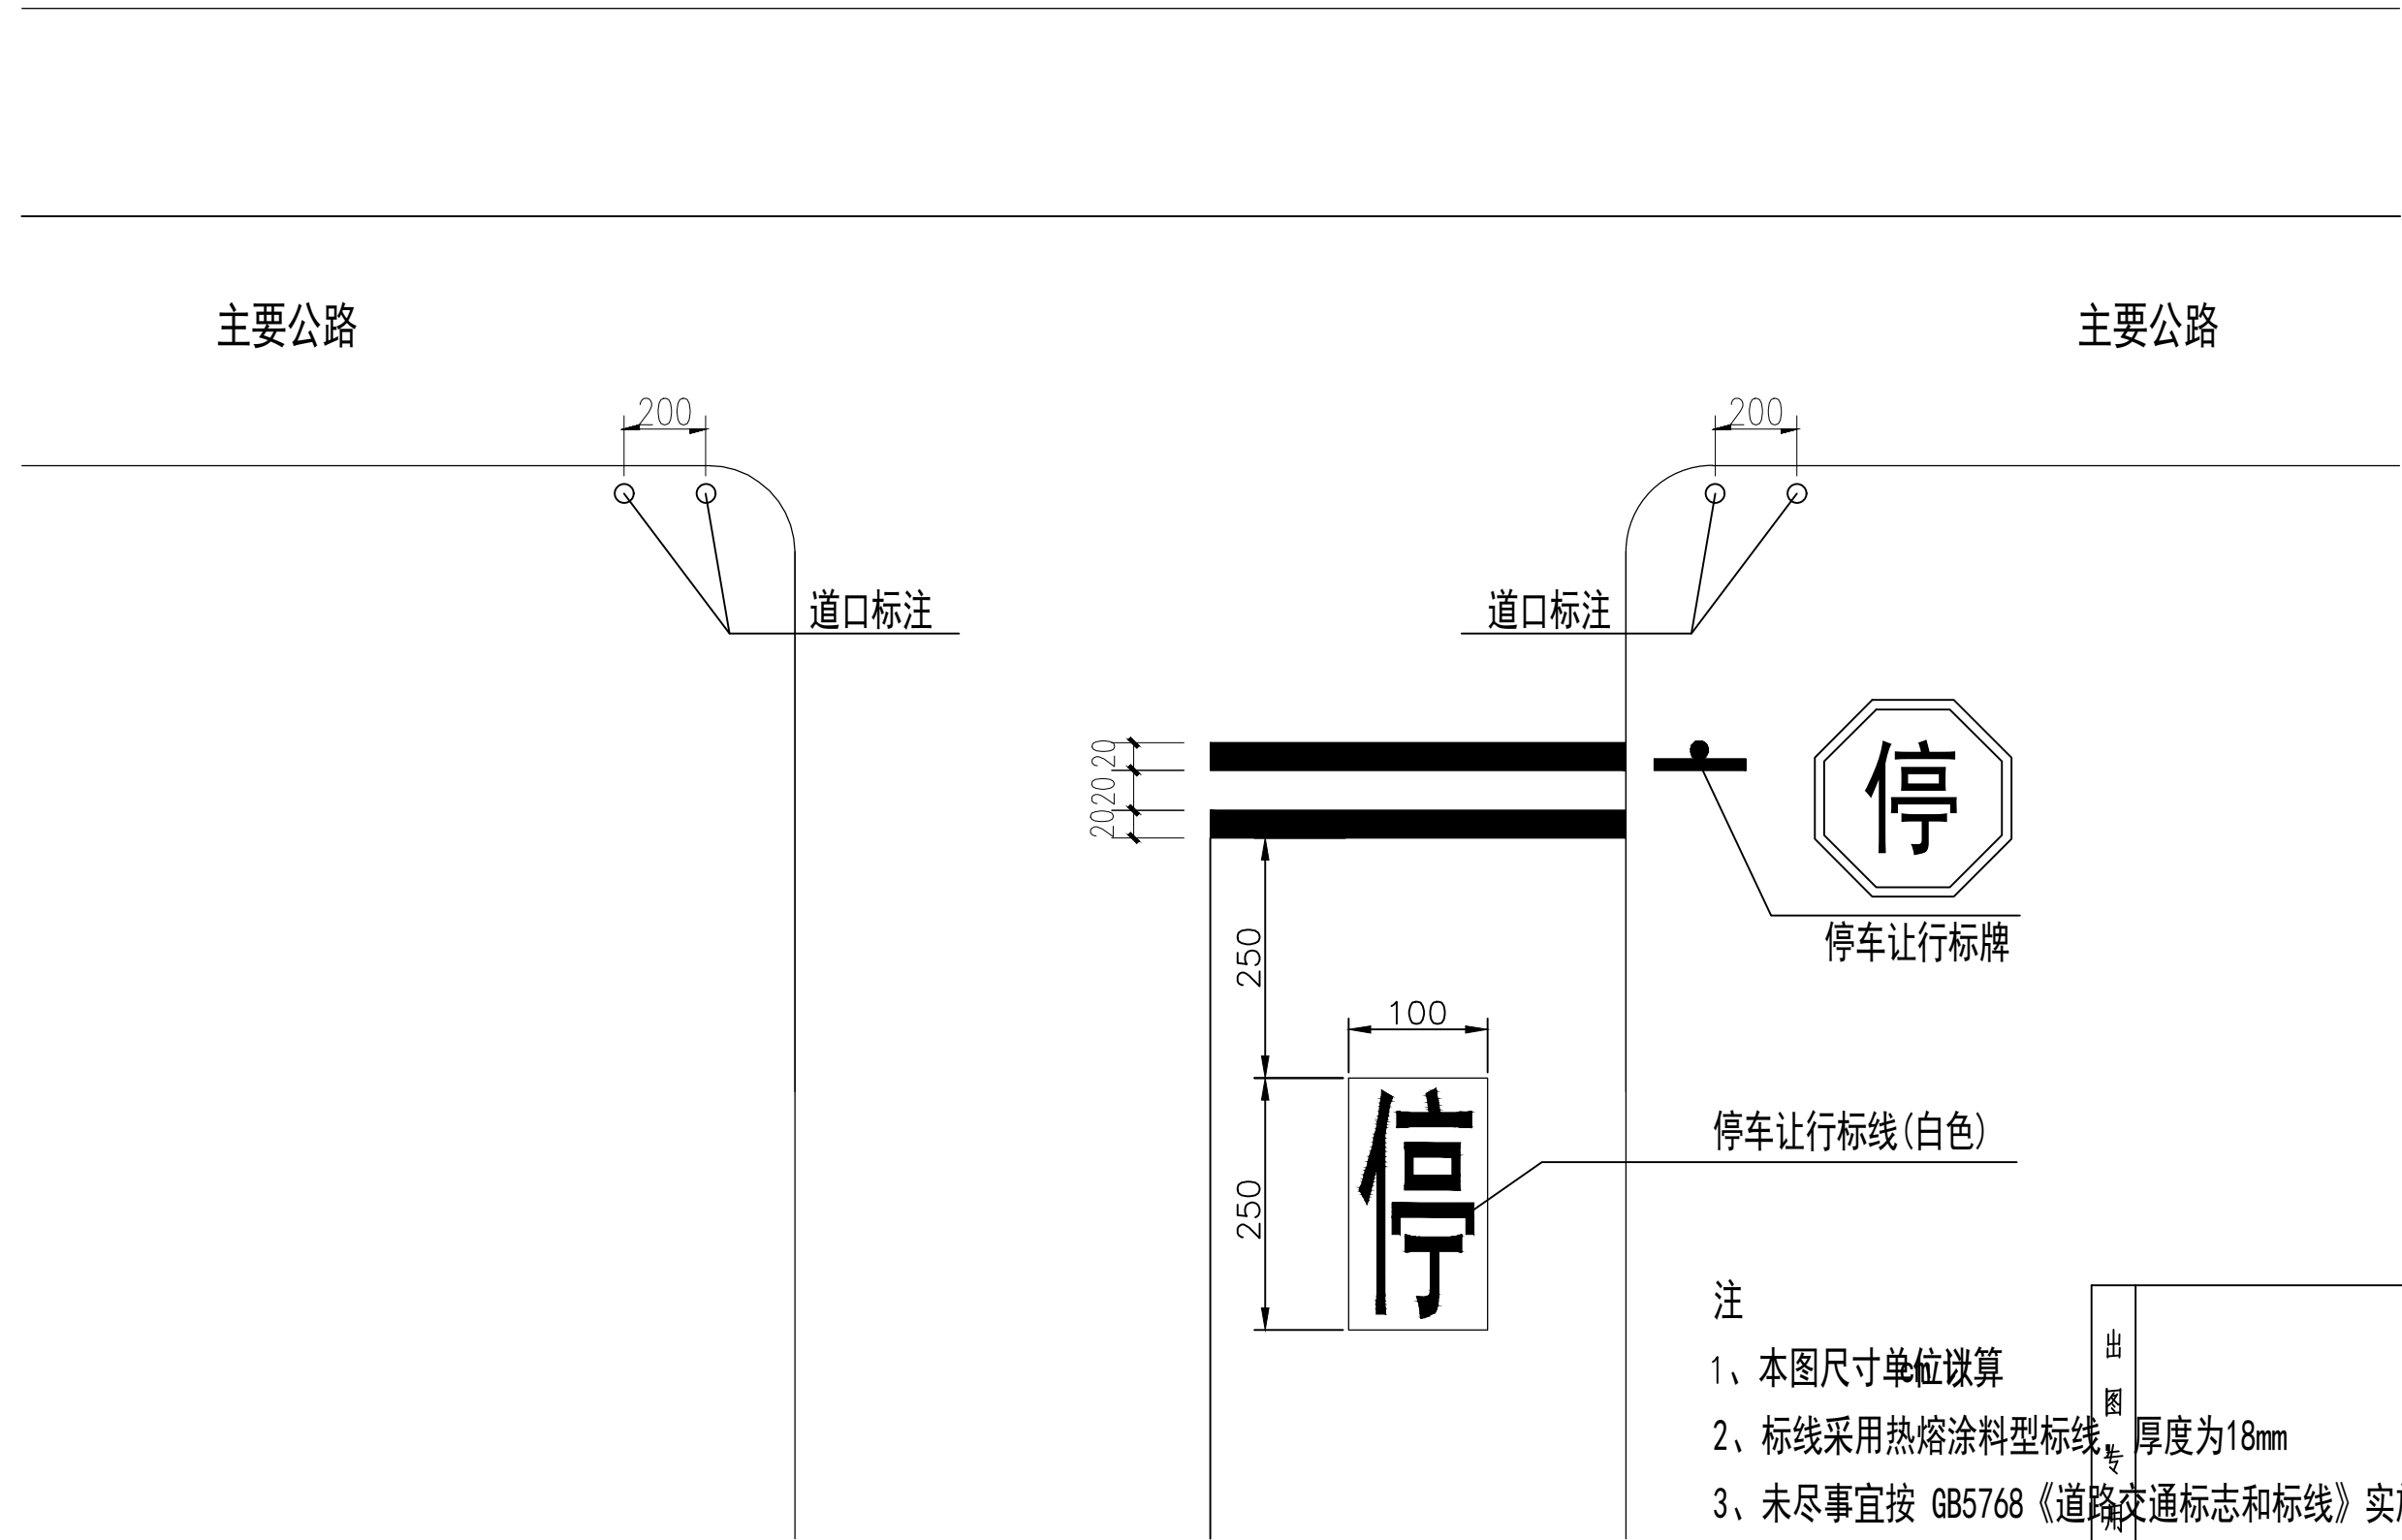 主要公路
主要公路
200
200
道口标注
道口标注
20
20
20
停
停车让行标牌
250
100
停
250
停车让行标线(白色)
注
1、本图尺寸单位以cm计算
2、标线采用热熔涂料型标线，厚度为18mm
3、未尽事宜按 GB5768《道路交通标志和标线》实
出
图
专
用